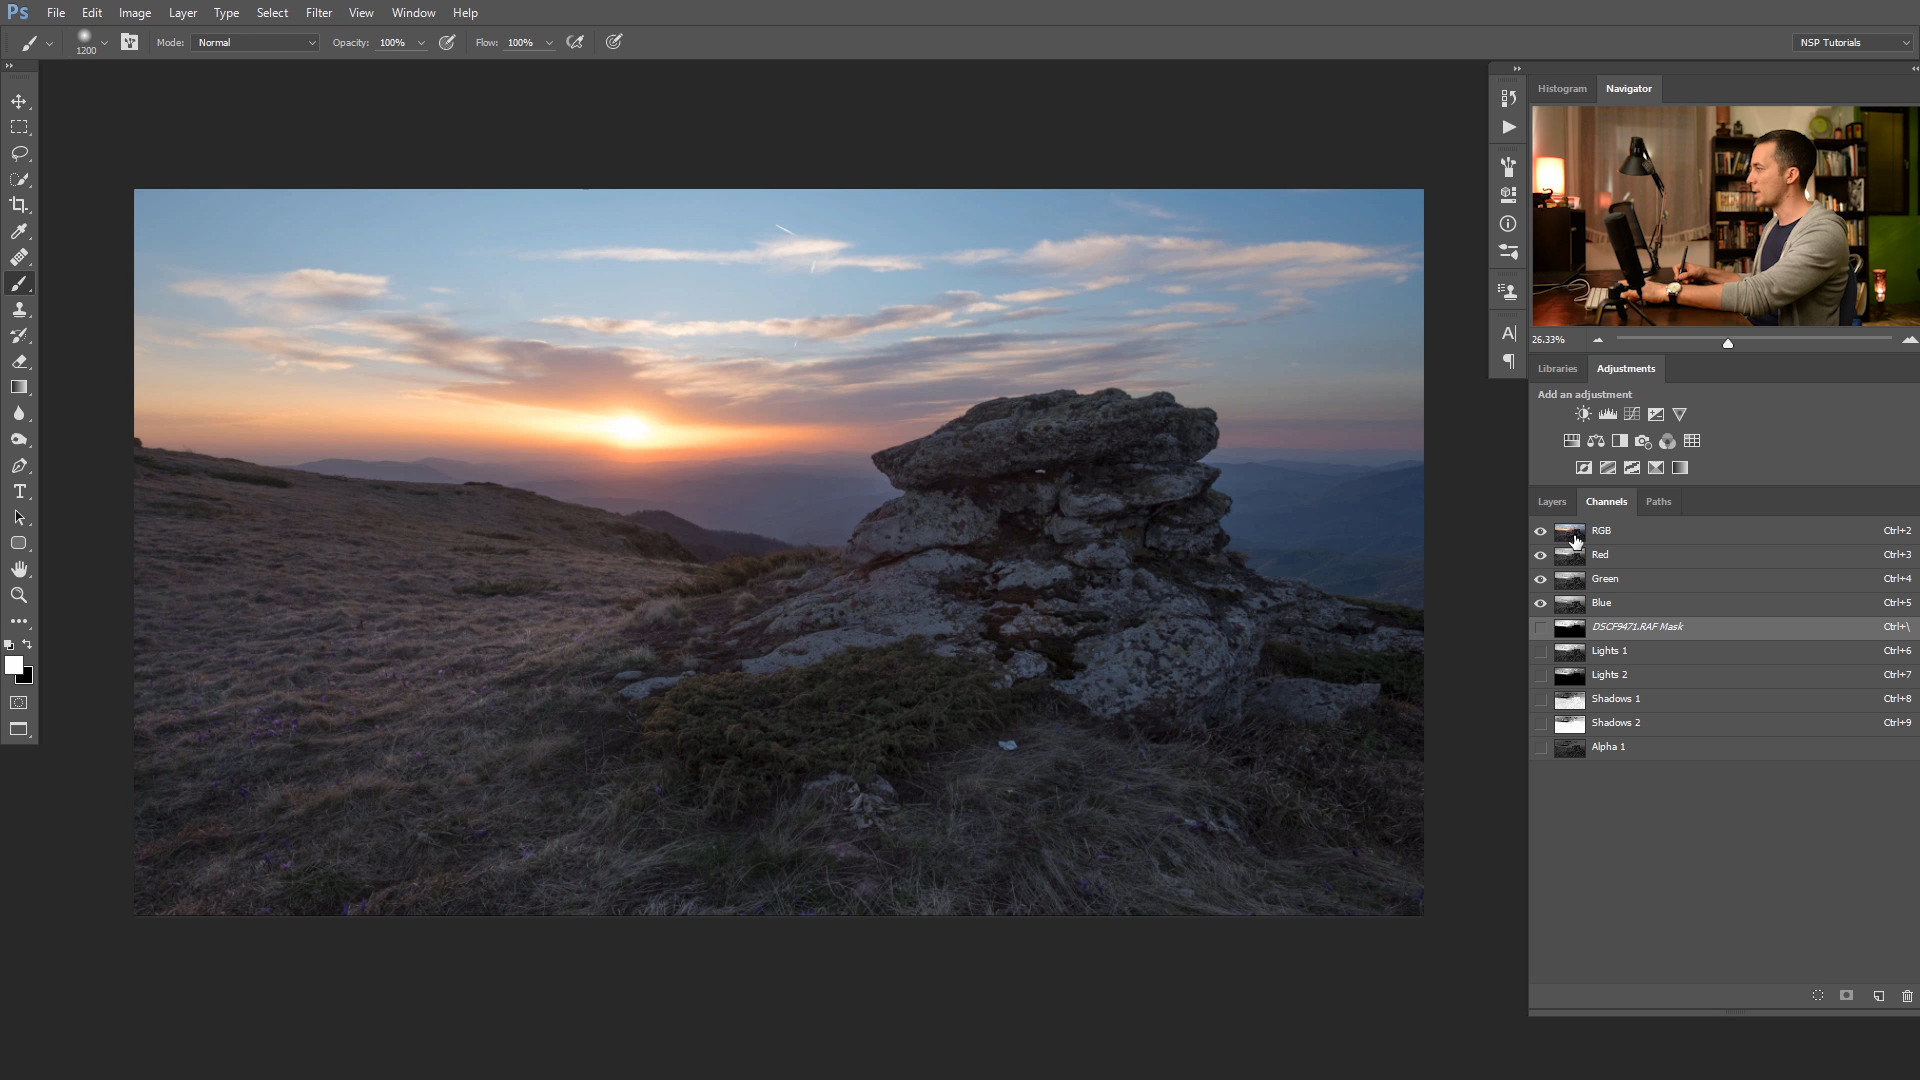 Ps File Edit Image Layer Type Select Filter View Window Help
1200 Mode: Normal Opacity: 100% Flow: 100% NSP Tutorials
Histogram Navigator
26.33%
Libraries Adjustments
Add an adjustment
Layers Channels Paths
RGB Ctrl+2
Red Ctrl+3
Green Ctrl+4
Blue Ctrl+5
DSCF9471.RAF Mask Ctrl+\
Lights 1 Ctrl+6
Lights 2 Ctrl+7
Shadows 1 Ctrl+8
Shadows 2 Ctrl+9
Alpha 1